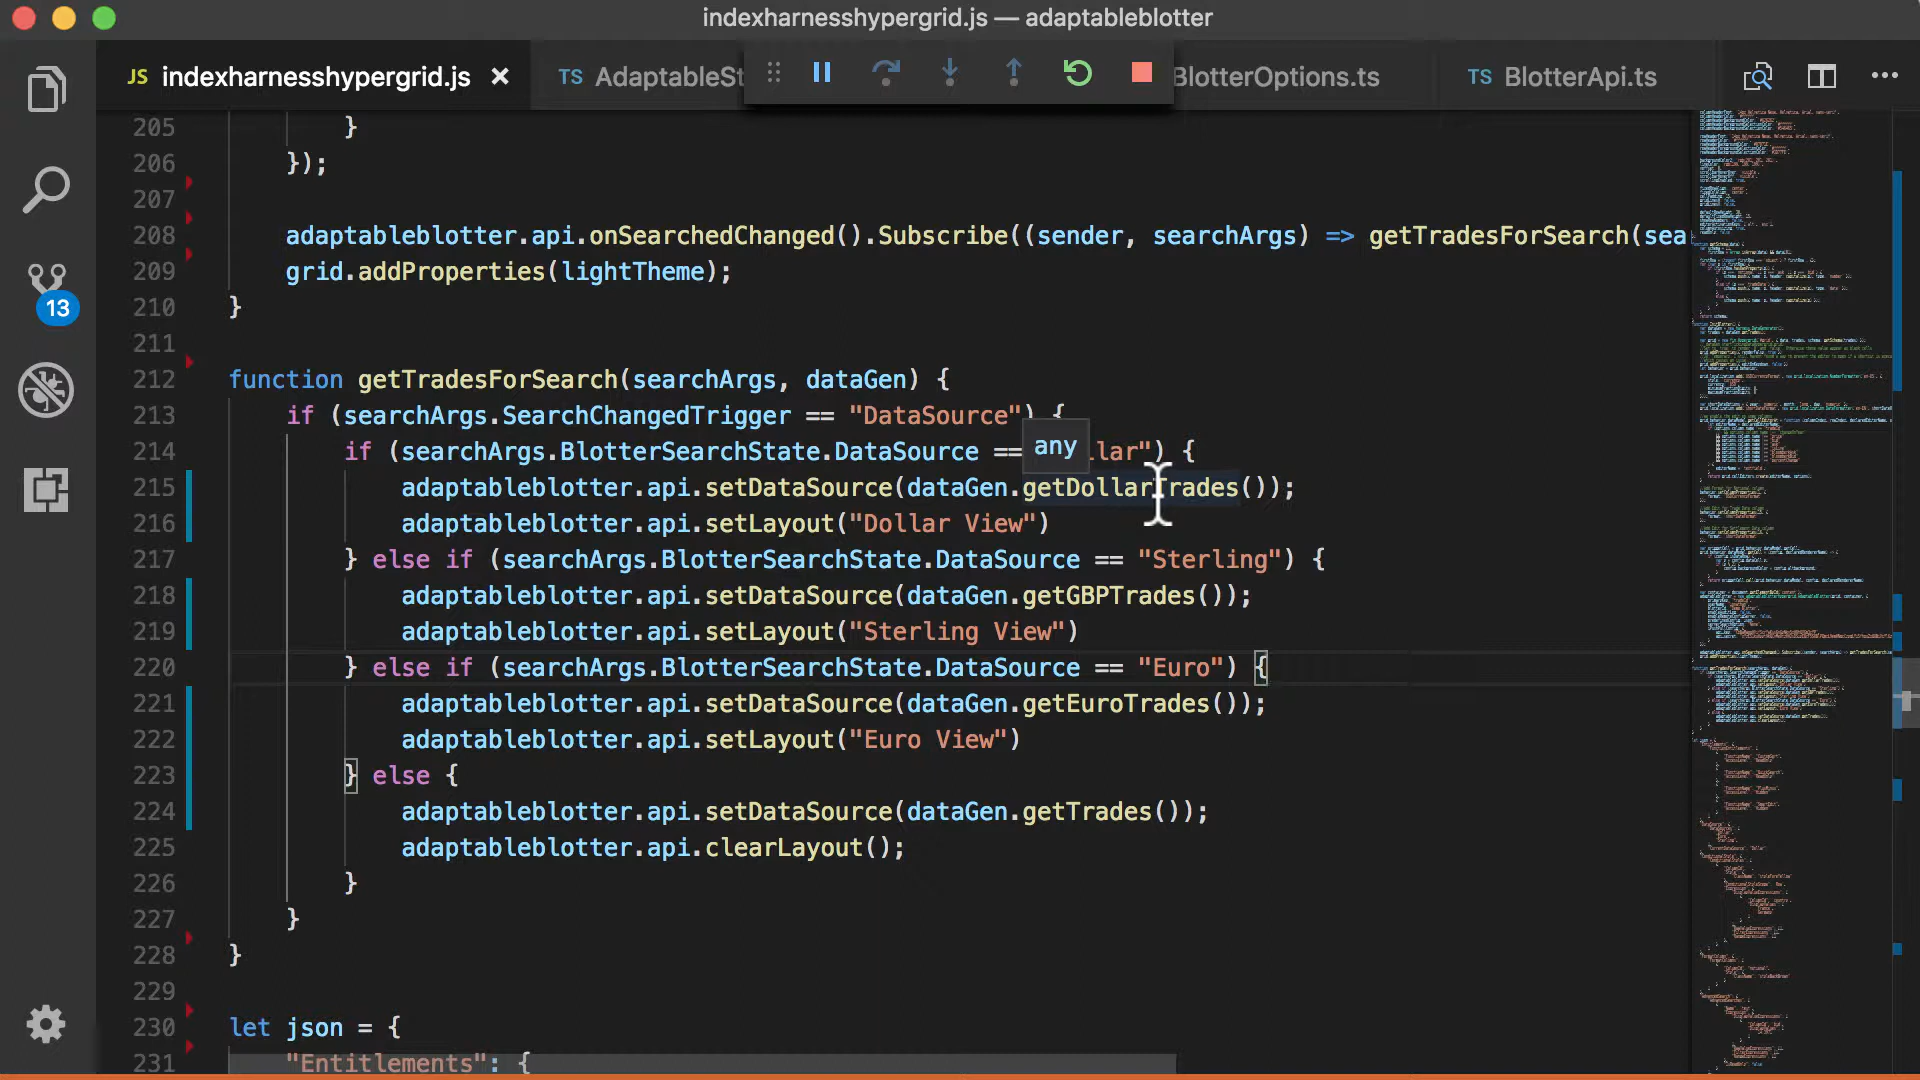 indexharnesshypergrid.js — adaptableblotter
JS indexharnesshypergrid.js
TS AdaptableSt
BlotterOptions.ts
TS BlotterApi.ts
13
205 }
206 });
207
208 adaptableblotter.api.onSearchedChanged().Subscribe((sender, searchArgs) => getTradesForSearch(sea
209 grid.addProperties(lightTheme);
210 }
211
212 function getTradesForSearch(searchArgs, dataGen) {
213 if (searchArgs.SearchChangedTrigger == "DataSource") {
any
214 if (searchArgs.BlotterSearchState.DataSource == lar") {
215 adaptableblotter.api.setDataSource(dataGen.getDollarTrades());
216 adaptableblotter.api.setLayout("Dollar View")
217 } else if (searchArgs.BlotterSearchState.DataSource == "Sterling") {
218 adaptableblotter.api.setDataSource(dataGen.getGBPTrades());
219 adaptableblotter.api.setLayout("Sterling View")
220 } else if (searchArgs.BlotterSearchState.DataSource == "Euro") {
221 adaptableblotter.api.setDataSource(dataGen.getEuroTrades());
222 adaptableblotter.api.setLayout("Euro View")
223 } else {
224 adaptableblotter.api.setDataSource(dataGen.getTrades());
225 adaptableblotter.api.clearLayout();
226 }
227 }
228 }
229
230 let json = {
231 "Entitlements": {